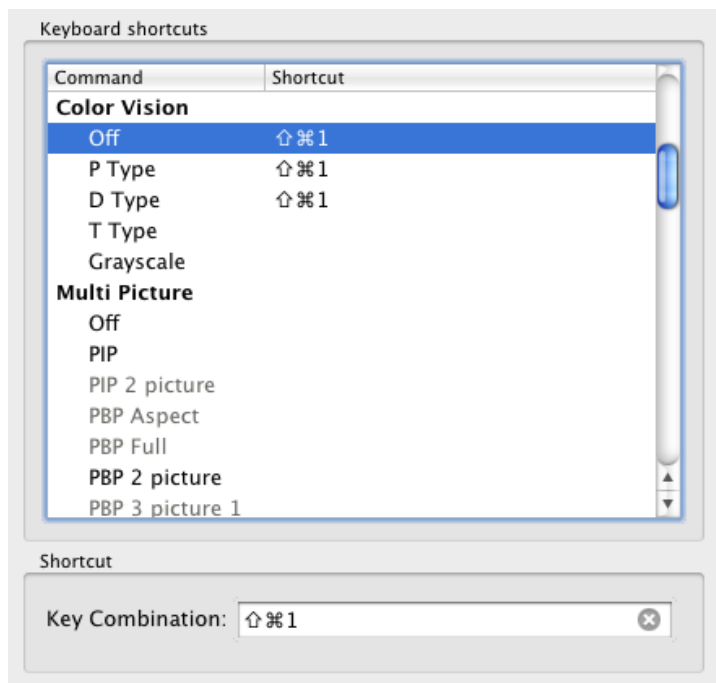 Keyboard shortcuts
Command Shortcut
Color Vision
Off ⇧⌘1
P Type ⇧⌘1
D Type ⇧⌘1
T Type
Grayscale
Multi Picture
Off
PIP
PIP 2 picture
PBP Aspect
PBP Full
PBP 2 picture
PBP 3 picture 1
Shortcut
Key Combination: ⇧⌘1